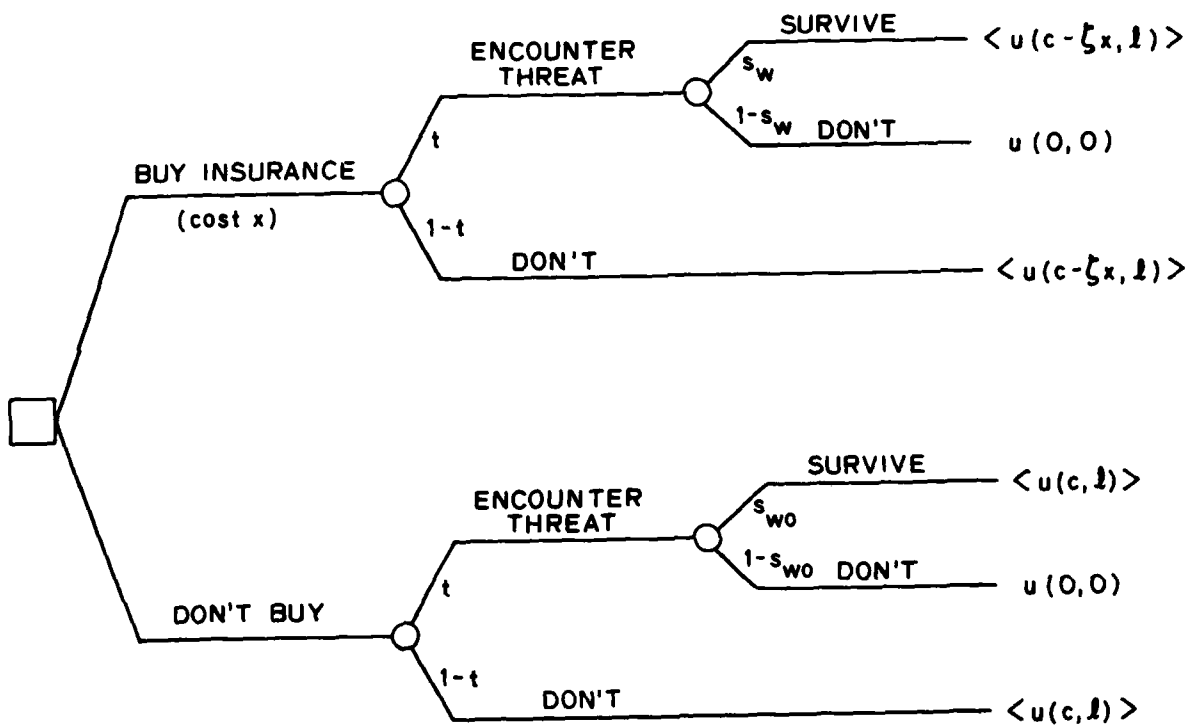 SURVIVE
<u(c-ζx, ℓ)>
ENCOUNTER
THREAT
s_w
1-s_w DON'T
u(0,0)
t
BUY INSURANCE
(cost x)
1-t
DON'T
<u(c-ζx, ℓ)>
SURVIVE
<u(c, ℓ)>
ENCOUNTER
THREAT
s_wo
1-s_wo DON'T
u(0,0)
t
DON'T BUY
1-t
DON'T
<u(c, ℓ)>